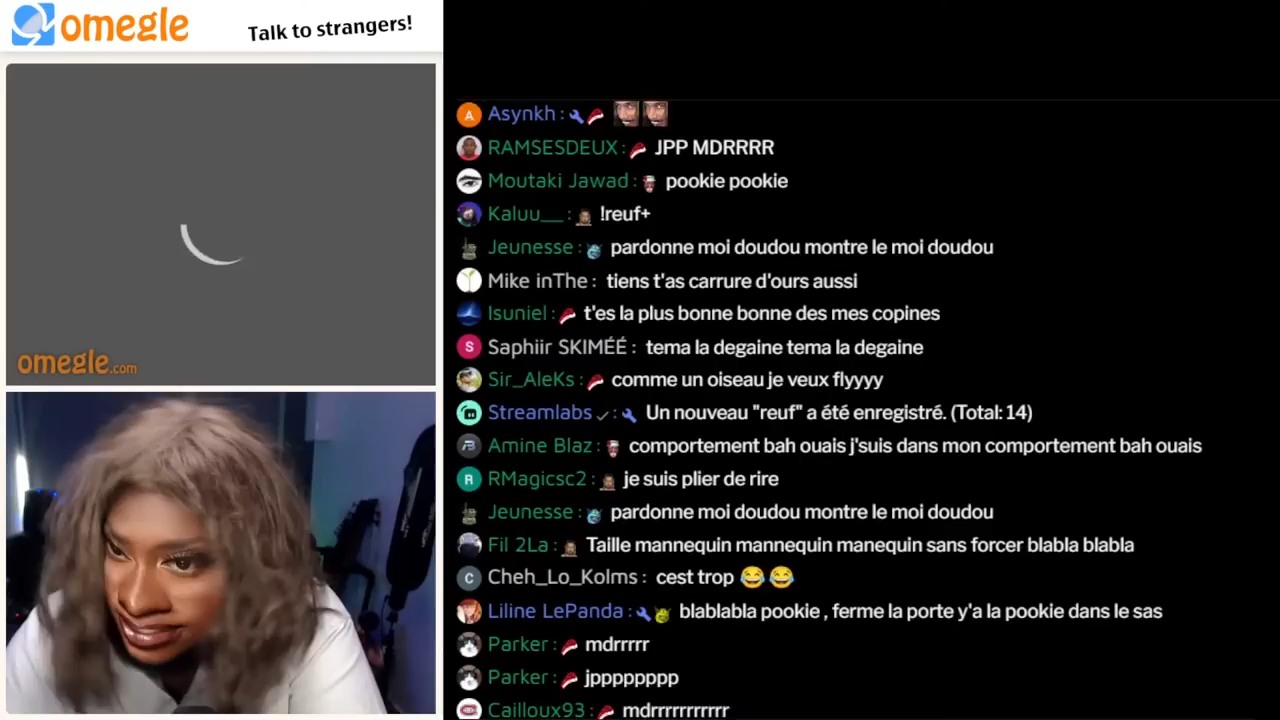 omegle
Talk to strangers!
omegle.com
A Asynkh :
RAMSESDEUX : JPP MDRRRR
Moutaki Jawad : pookie pookie
Kaluu__ : !reuf+
Jeunesse : pardonne moi doudou montre le moi doudou
Mike inThe : tiens t'as carrure d'ours aussi
Isuniel : t'es la plus bonne bonne des mes copines
S Saphiir SKIMÉÉ : tema la degaine tema la degaine
Sir_AleKs : comme un oiseau je veux flyyyy
Streamlabs : Un nouveau "reuf" a été enregistré. (Total: 14)
Amine Blaz : comportement bah ouais j'suis dans mon comportement bah ouais
R RMagicsc2 : je suis plier de rire
Jeunesse : pardonne moi doudou montre le moi doudou
Fil 2La : Taille mannequin mannequin manequin sans forcer blabla blabla
C Cheh_Lo_Kolms : cest trop 😂😂
Liline LePanda : blablabla pookie , ferme la porte y'a la pookie dans le sas
Parker : mdrrrrr
Parker : jpppppppp
Cailloux93 : mdrrrrrrrrrrr